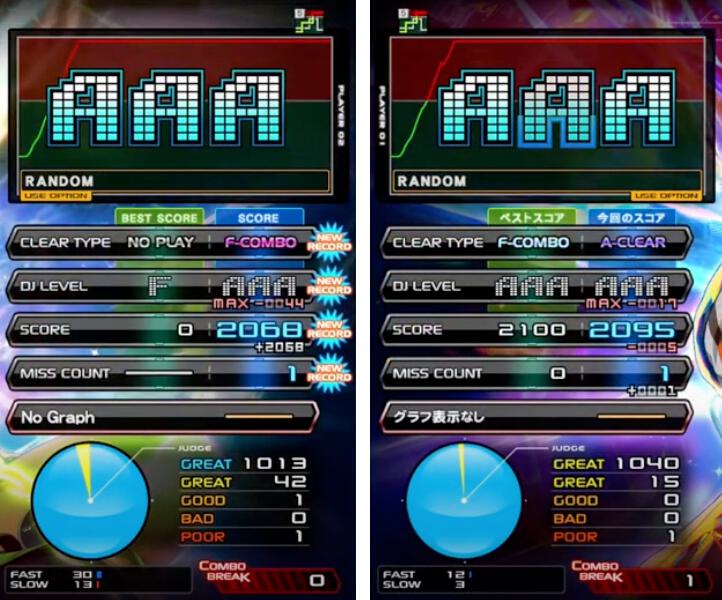 AAA
PLAYER 02
RANDOM
USE OPTION
BEST SCORE SCORE
CLEAR TYPE NO PLAY F-COMBO NEW RECORD
DJ LEVEL F AAA NEW RECORD
MAX -0044
SCORE 0 2068 NEW RECORD
+2068
MISS COUNT 1 NEW RECORD
No Graph
JUDGE
GREAT 1013
GREAT 42
GOOD 1
BAD 0
POOR 1
FAST 30
SLOW 13
COMBO BREAK 0
AAA
PLAYER 01
RANDOM
USE OPTION
ベストスコア 今回のスコア
CLEAR TYPE F-COMBO A-CLEAR
DJ LEVEL AAA AAA
MAX -0017
SCORE 2100 2095
-0005
MISS COUNT 0 1
+0001
グラフ表示なし
JUDGE
GREAT 1040
GREAT 15
GOOD 0
BAD 0
POOR 1
FAST 12
SLOW 3
COMBO BREAK 1